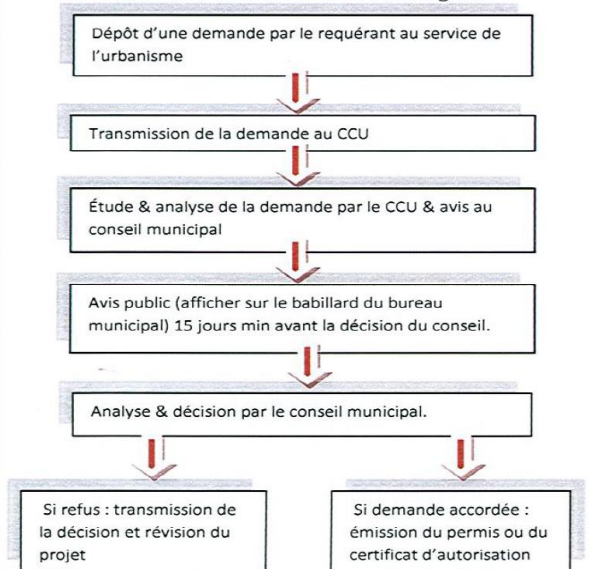 Dépôt d'une demande par le requérant au service de
l'urbanisme
Transmission de la demande au CCU
Étude & analyse de la demande par le CCU & avis au
conseil municipal
Avis public (afficher sur le babillard du bureau
municipal) 15 jours min avant la décision du conseil.
Analyse & décision par le conseil municipal.
Si refus : transmission de
la décision et révision du
projet
Si demande accordée :
émission du permis ou du
certificat d'autorisation